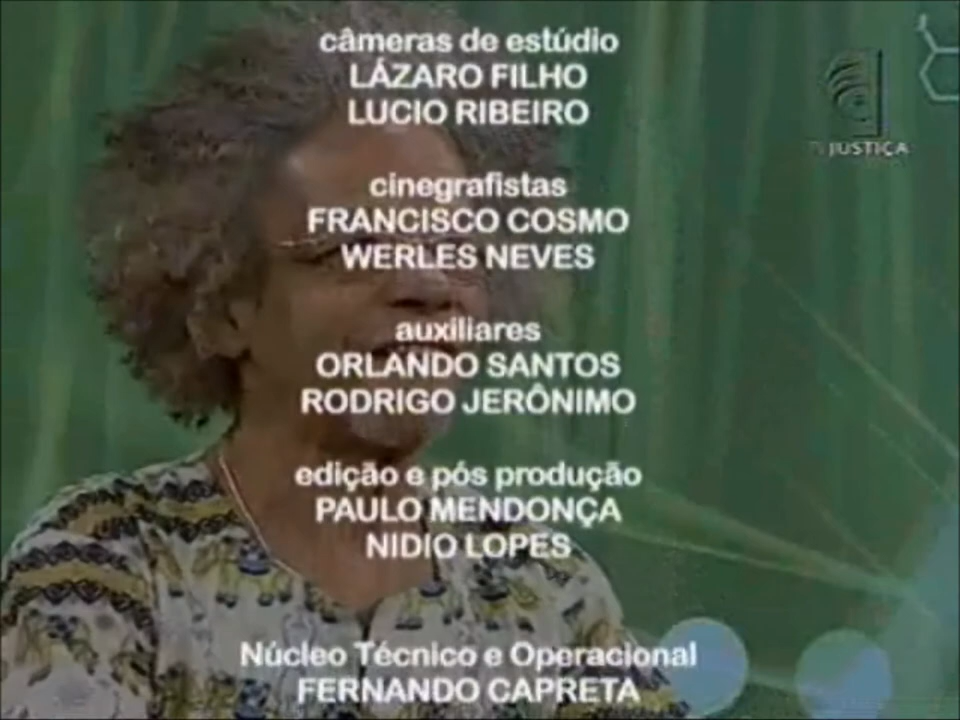 câmeras de estúdio
LÁZARO FILHO
LUCIO RIBEIRO
TV JUSTIÇA
cinegrafistas
FRANCISCO COSMO
WERLES NEVES
auxiliares
ORLANDO SANTOS
RODRIGO JERÔNIMO
edição e pós produção
PAULO MENDONÇA
NIDIO LOPES
Núcleo Técnico e Operacional
FERNANDO CAPRETA